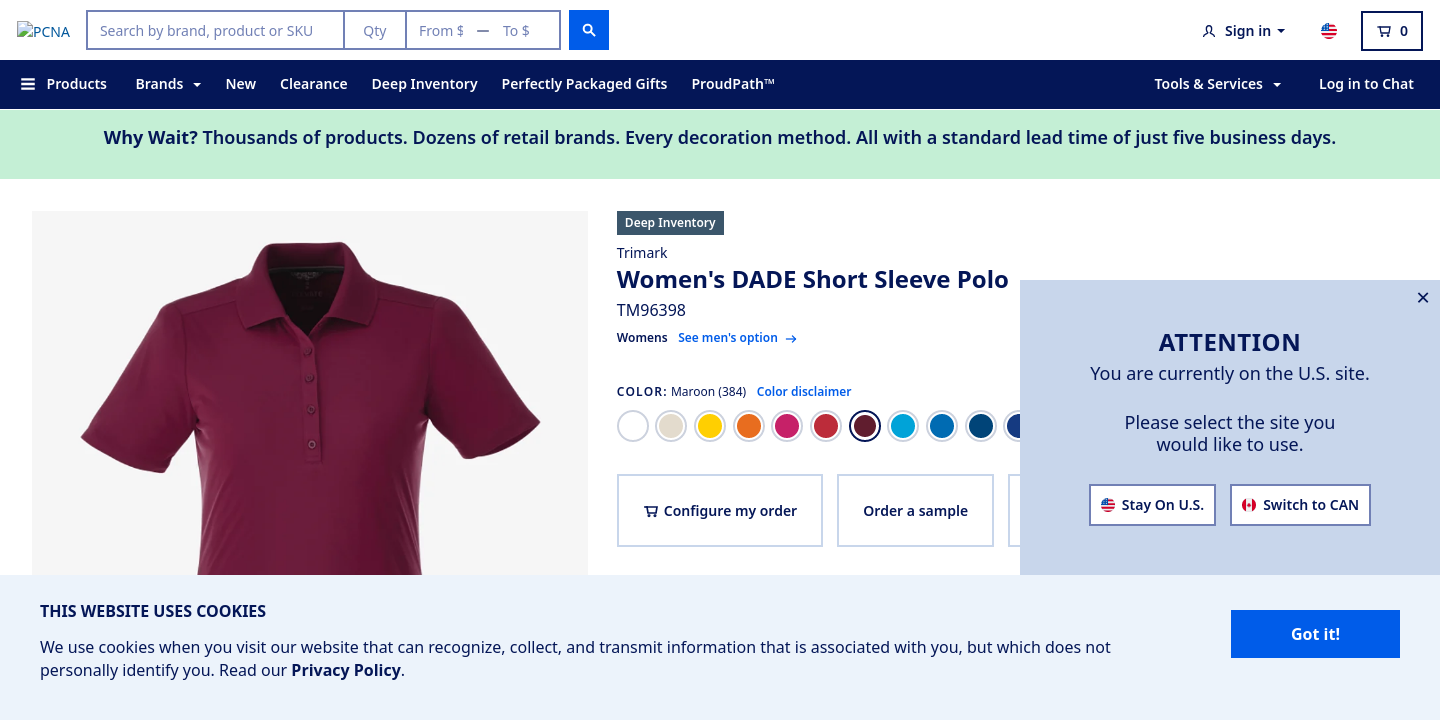 PCNA
Search by brand, product or SKU
Qty
From $ — To $
Sign in
0
Products
Brands
New
Clearance
Deep Inventory
Perfectly Packaged Gifts
ProudPath™
Tools & Services
Log in to Chat
Why Wait? Thousands of products. Dozens of retail brands. Every decoration method. All with a standard lead time of just five business days.
Deep Inventory
Trimark
Women's DADE Short Sleeve Polo
TM96398
Womens See men's option →
COLOR: Maroon (384) Color disclaimer
Configure my order
Order a sample
ATTENTION
You are currently on the U.S. site.
Please select the site you
would like to use.
Stay On U.S.
Switch to CAN
THIS WEBSITE USES COOKIES
We use cookies when you visit our website that can recognize, collect, and transmit information that is associated with you, but which does not
personally identify you. Read our Privacy Policy.
Got it!